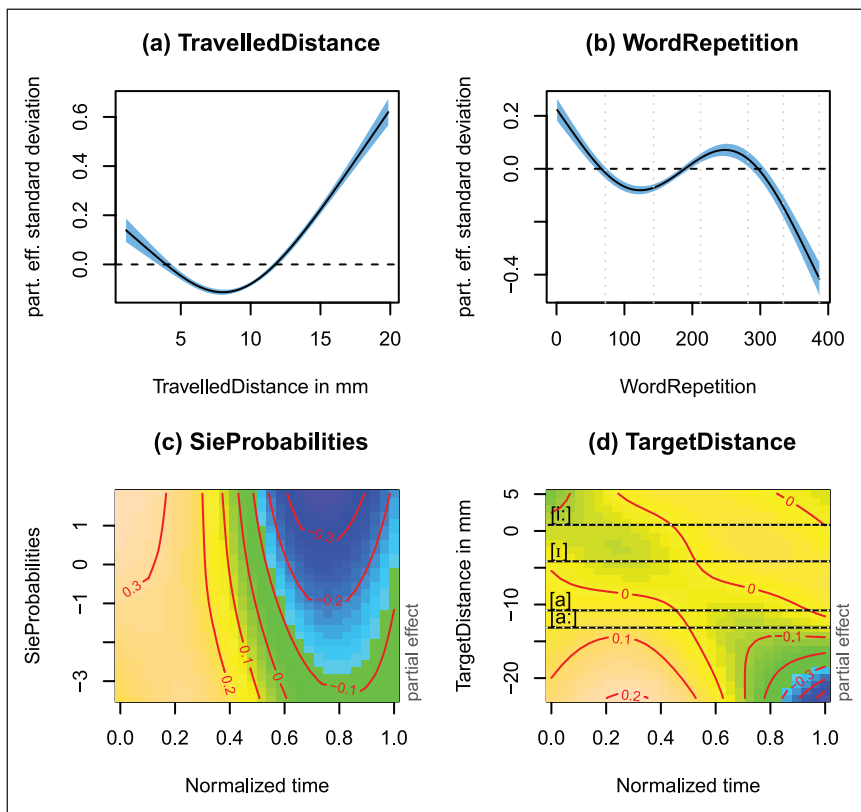 (a) TravelledDistance
part. eff. standard deviation
0.6
0.4
0.2
0.0
5
10
15
20
TravelledDistance in mm
(b) WordRepetition
part. eff. standard deviation
0.2
0.0
−0.4
0
100
200
300
400
WordRepetition
(c) SieProbabilities
SieProbabilities
1
−1
−3
0.3
0.2
0.1
0
−0.1
−0.2
−0.3
partial effect
0.0
0.2
0.4
0.6
0.8
1.0
Normalized time
(d) TargetDistance
TargetDistance in mm
5
0
−10
−20
[i:]
[ɪ]
[a]
[a:]
0
0
0
0.1
0.2
−0.1
−0.3
partial effect
0.0
0.2
0.4
0.6
0.8
1.0
Normalized time